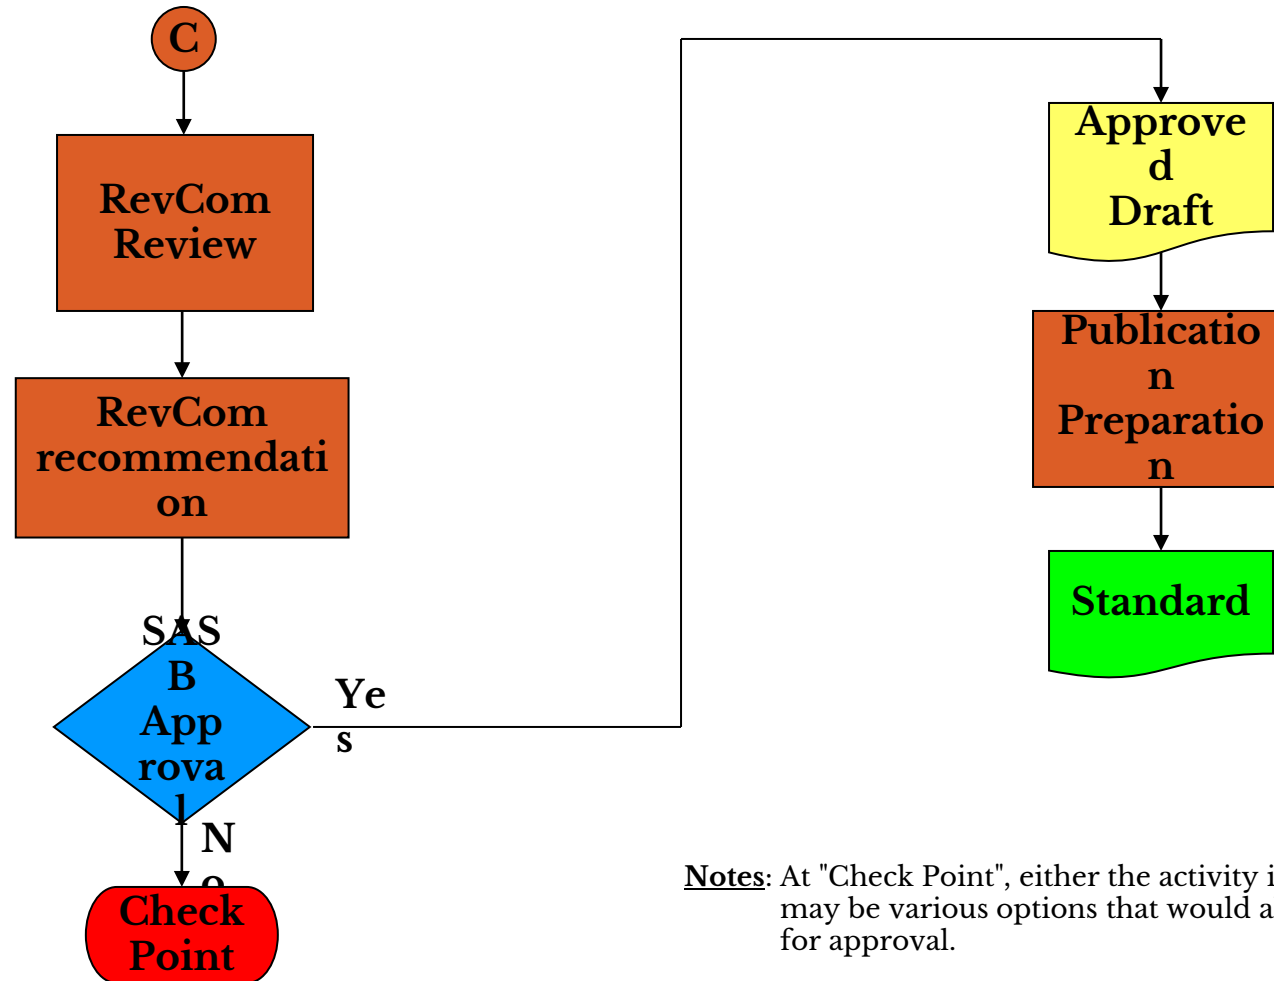 C
RevCom
Review
RevCom
recommendati
on
SAS
B
App
rova
l
Ye
s
N
o
Check
Point
Approve
d
Draft
Publicatio
n
Preparatio
n
Standard
Notes: At "Check Point", either the activity i
may be various options that would a
for approval.